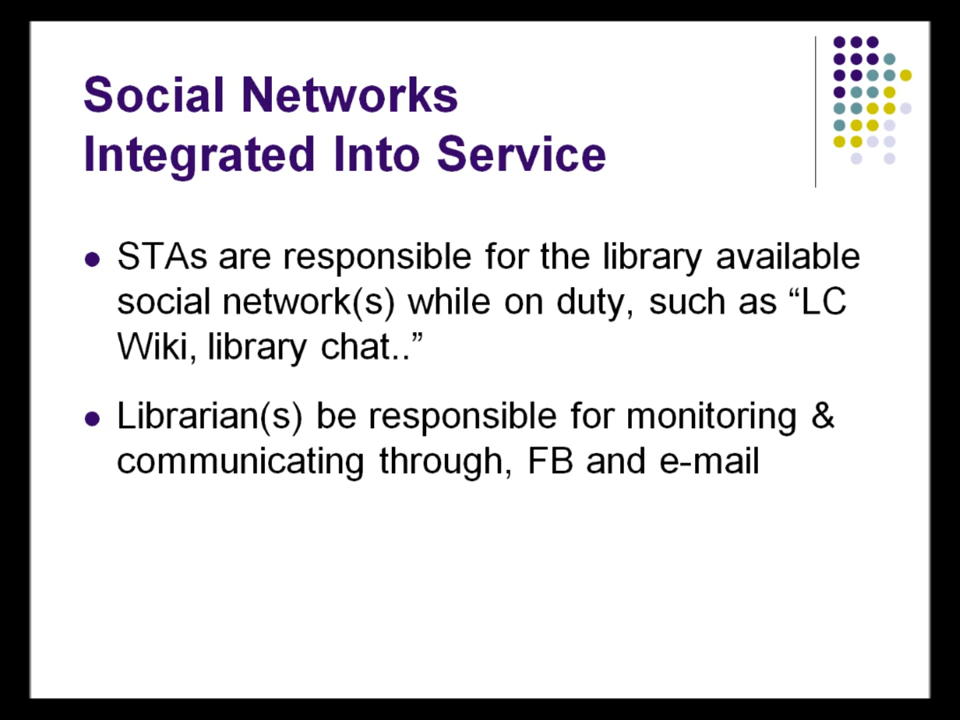 Social Networks
Integrated Into Service
STAs are responsible for the library available
social network(s) while on duty, such as “LC
Wiki, library chat..”
Librarian(s) be responsible for monitoring &
communicating through, FB and e-mail